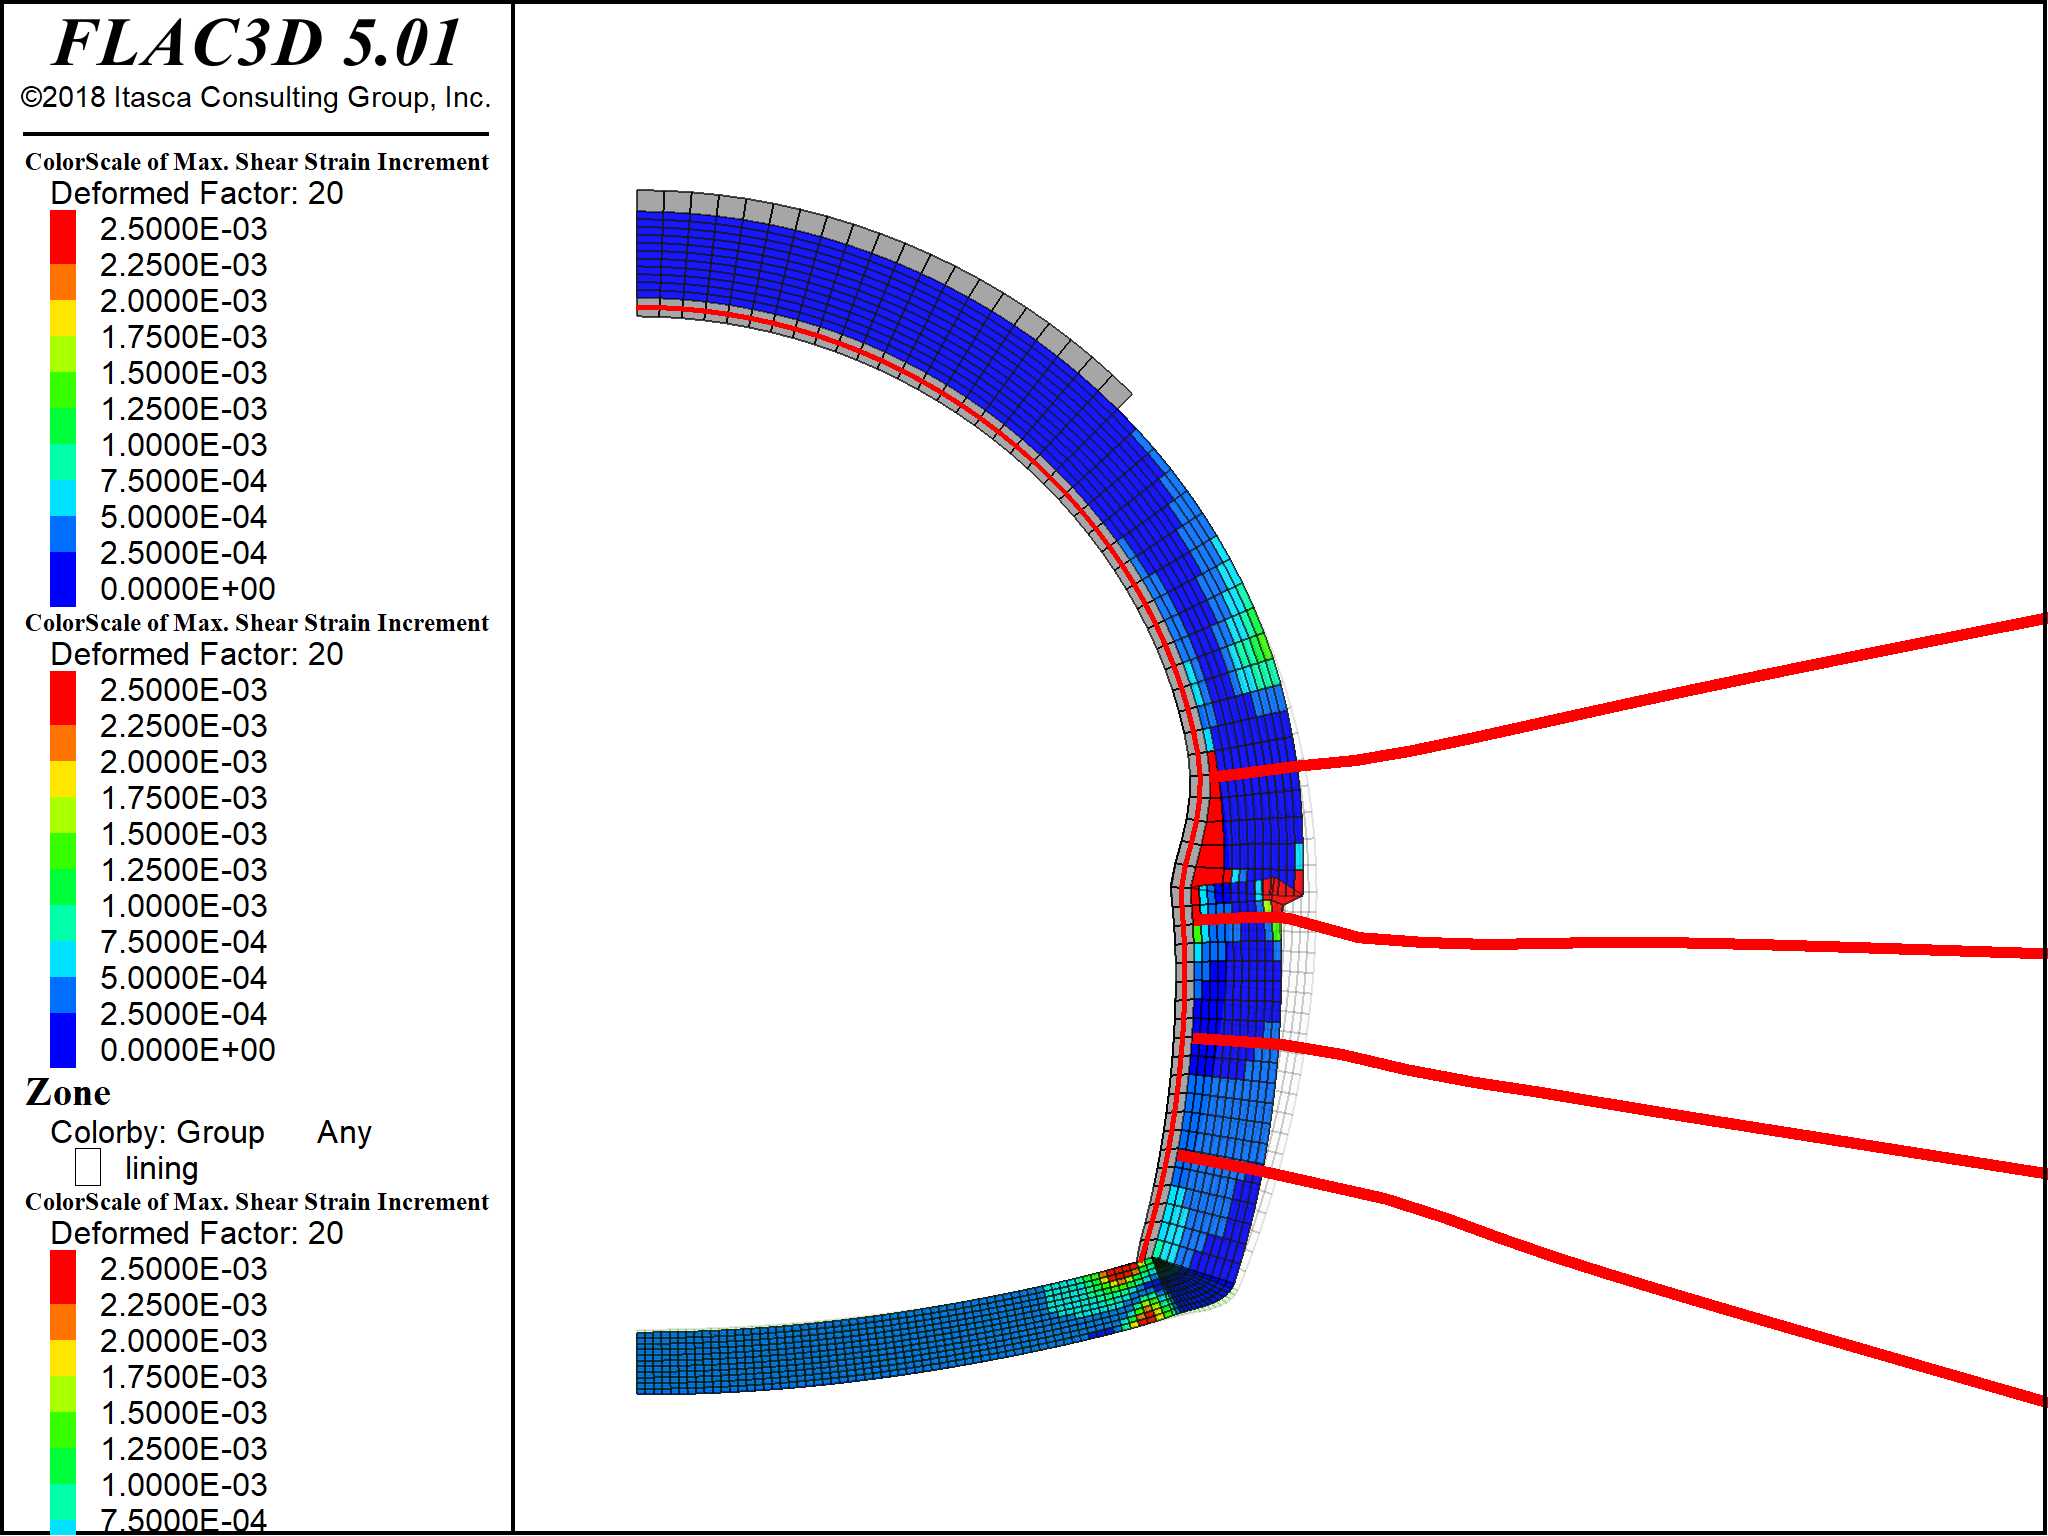 FLAC3D 5.01
©2018 Itasca Consulting Group, Inc.
ColorScale of Max. Shear Strain Increment
Deformed Factor: 20
2.5000E-03
2.2500E-03
2.0000E-03
1.7500E-03
1.5000E-03
1.2500E-03
1.0000E-03
7.5000E-04
5.0000E-04
2.5000E-04
0.0000E+00
ColorScale of Max. Shear Strain Increment
Deformed Factor: 20
2.5000E-03
2.2500E-03
2.0000E-03
1.7500E-03
1.5000E-03
1.2500E-03
1.0000E-03
7.5000E-04
5.0000E-04
2.5000E-04
0.0000E+00
Zone
Colorby: Group Any
lining
ColorScale of Max. Shear Strain Increment
Deformed Factor: 20
2.5000E-03
2.2500E-03
2.0000E-03
1.7500E-03
1.5000E-03
1.2500E-03
1.0000E-03
7.5000E-04